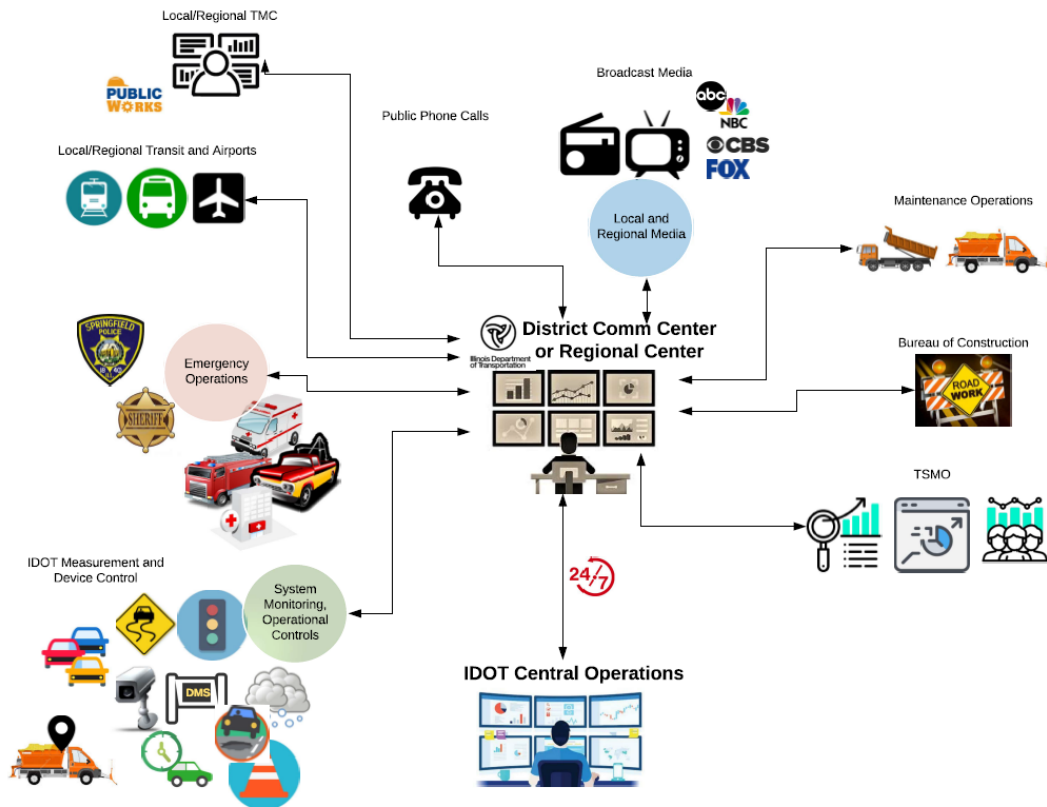 Local/Regional TMC
PUBLIC
WORKS
Broadcast Media
abc
NBC
CBS
FOX
Public Phone Calls
Local/Regional Transit and Airports
Local and
Regional Media
Maintenance Operations
SPRINGFIELD
POLICE
18 40
Emergency
Operations
SHERIFF
Illinois Department
of Transportation
District Comm Center
or Regional Center
Bureau of Construction
ROAD
WORK
TSMO
IDOT Measurement and
Device Control
System
Monitoring,
Operational
Controls
DMS
24/7
IDOT Central Operations